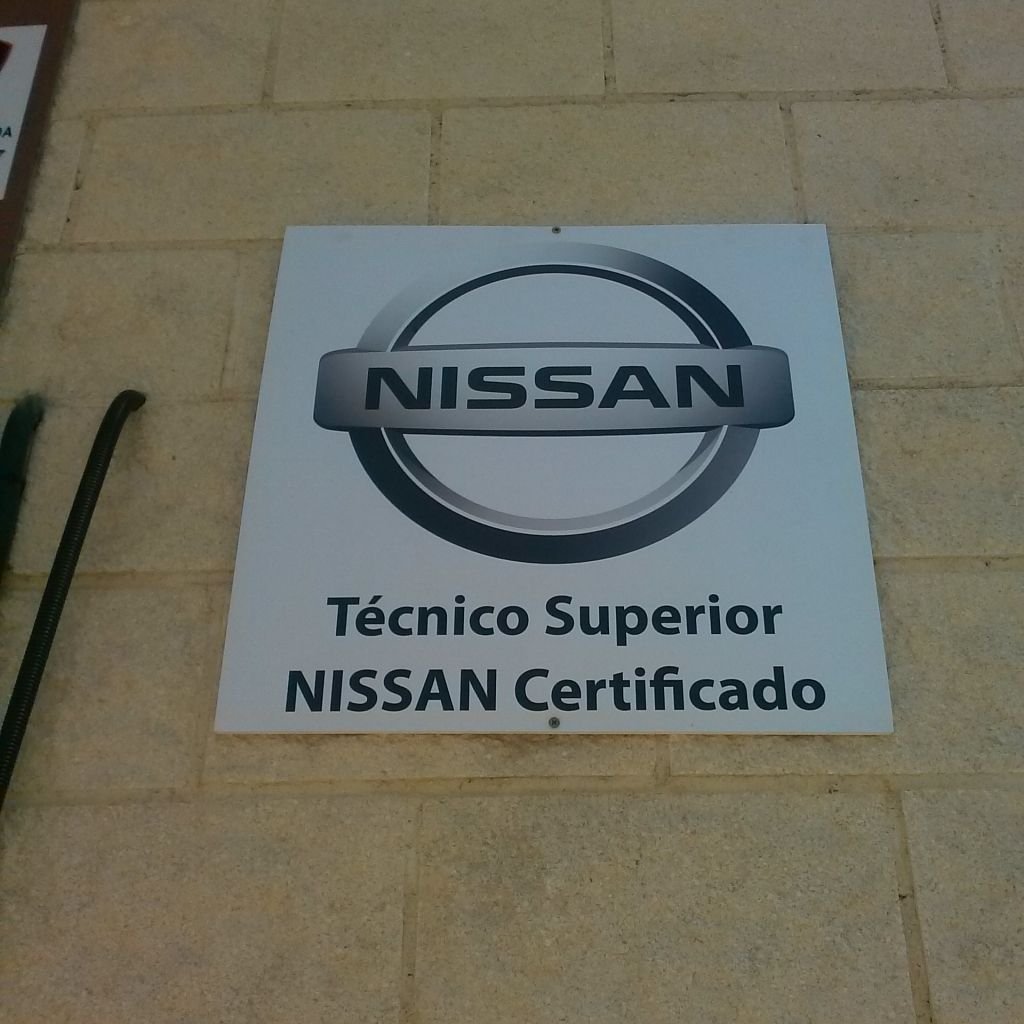 NISSAN
Técnico Superior
NISSAN Certificado